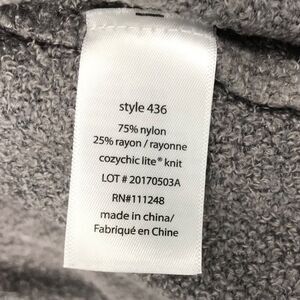 style 436
75% nylon
25% rayon / rayonne
cozychic lite® knit
LOT # 20170503A
RN#111248
made in china/
Fabriqué en Chine